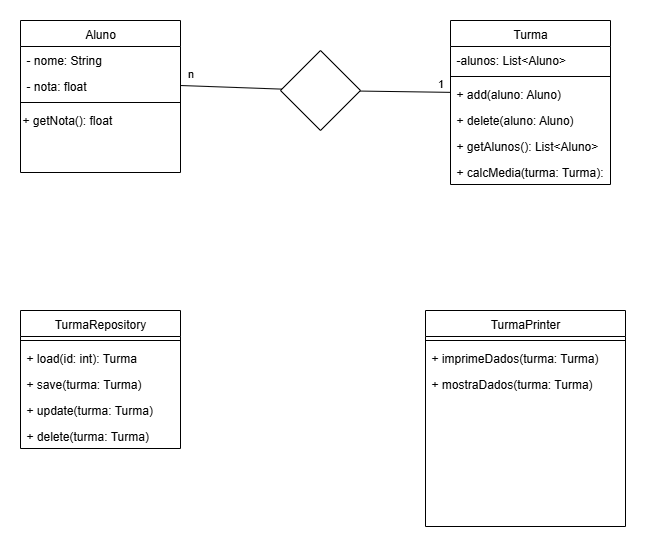 Aluno
- nome: String
- nota: float
+ getNota(): float
n
1
Turma
-alunos: List<Aluno>
+ add(aluno: Aluno)
+ delete(aluno: Aluno)
+ getAlunos(): List<Aluno>
+ calcMedia(turma: Turma):
TurmaRepository
+ load(id: int): Turma
+ save(turma: Turma)
+ update(turma: Turma)
+ delete(turma: Turma)
TurmaPrinter
+ imprimeDados(turma: Turma)
+ mostraDados(turma: Turma)